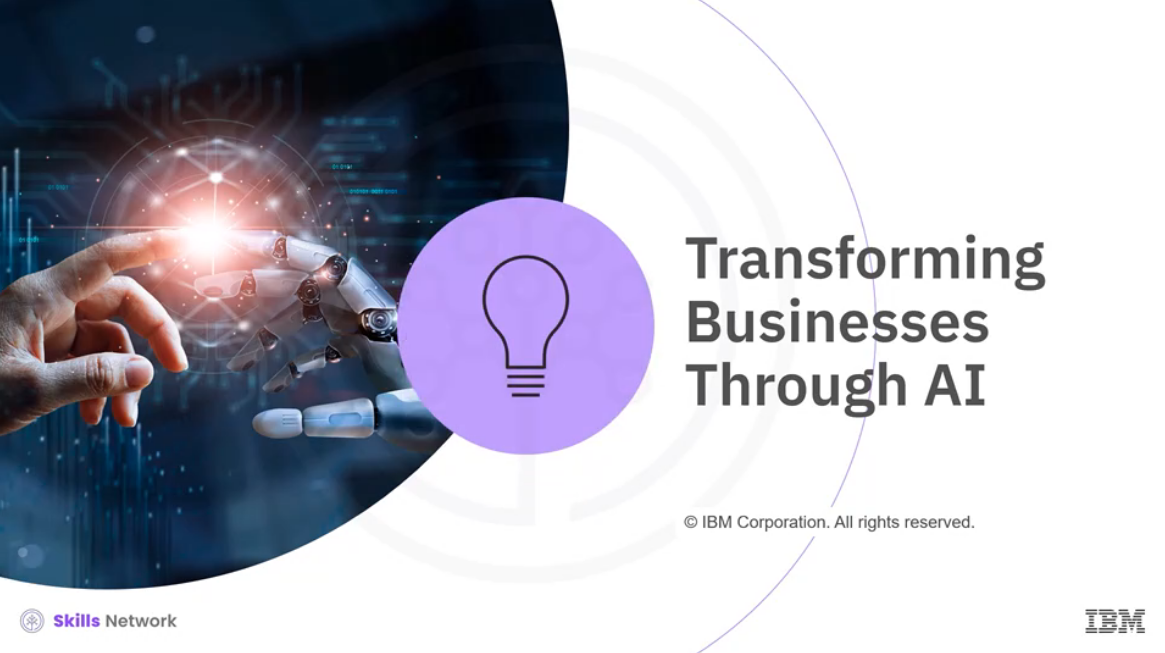 Transforming
Businesses
Through AI
© IBM Corporation. All rights reserved.
Skills Network
IBM